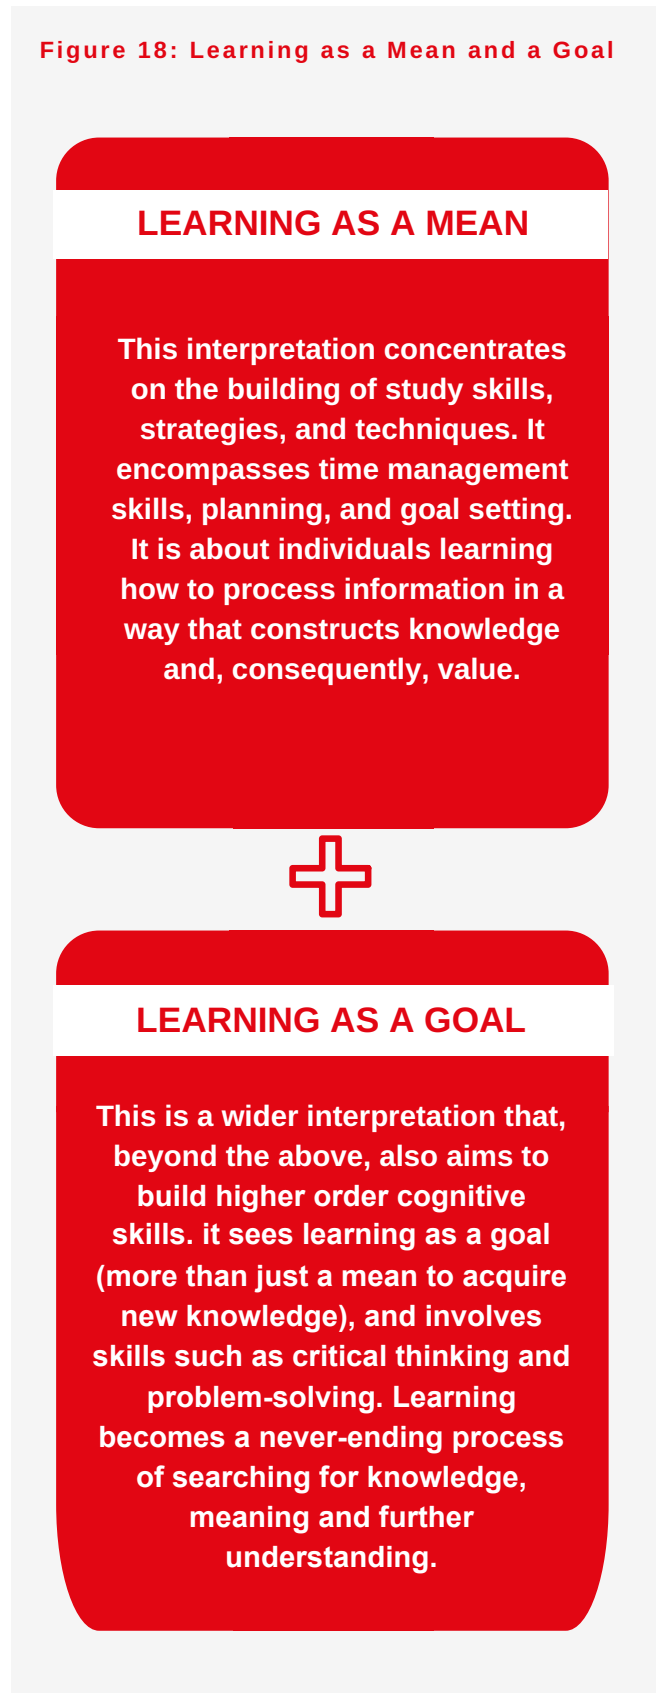 Figure 18: Learning as a Mean and a Goal
LEARNING AS A MEAN
This interpretation concentrates
on the building of study skills,
strategies, and techniques. It
encompasses time management
skills, planning, and goal setting.
It is about individuals learning
how to process information in a
way that constructs knowledge
and, consequently, value.
LEARNING AS A GOAL
This is a wider interpretation that,
beyond the above, also aims to
build higher order cognitive
skills. it sees learning as a goal
(more than just a mean to acquire
new knowledge), and involves
skills such as critical thinking and
problem-solving. Learning
becomes a never-ending process
of searching for knowledge,
meaning and further
understanding.